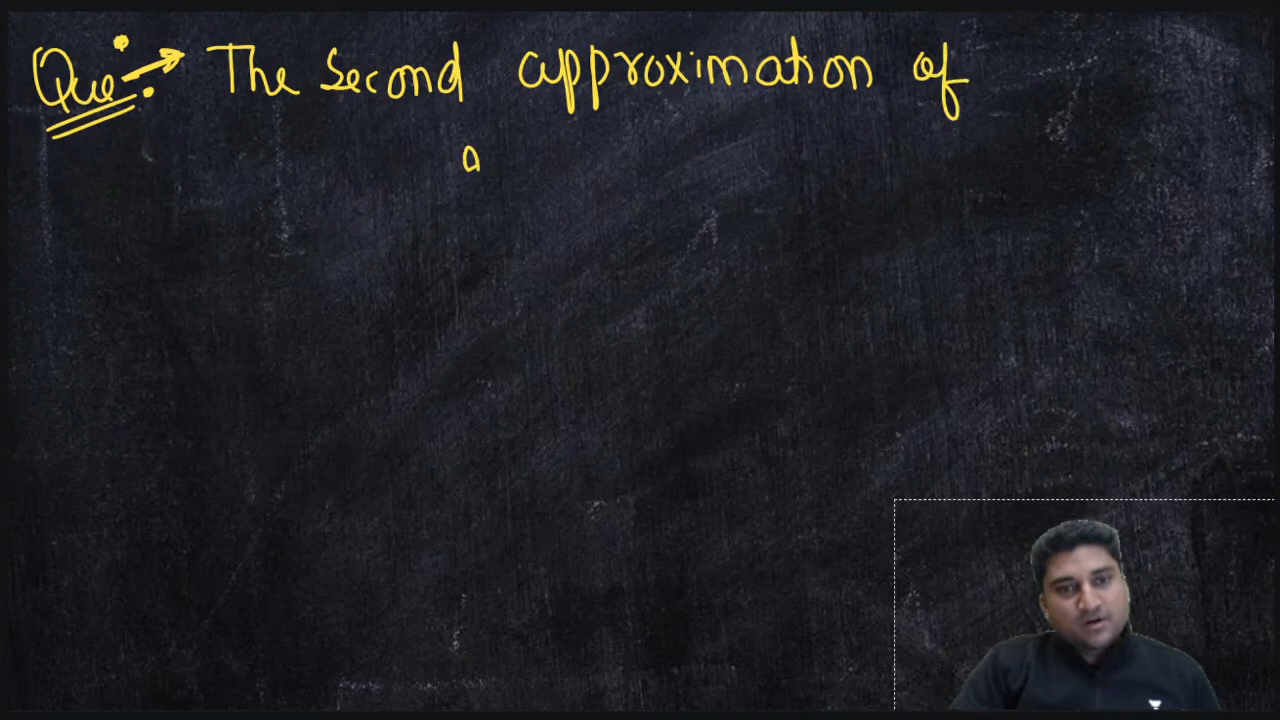 Que :→ The second approximation of
a